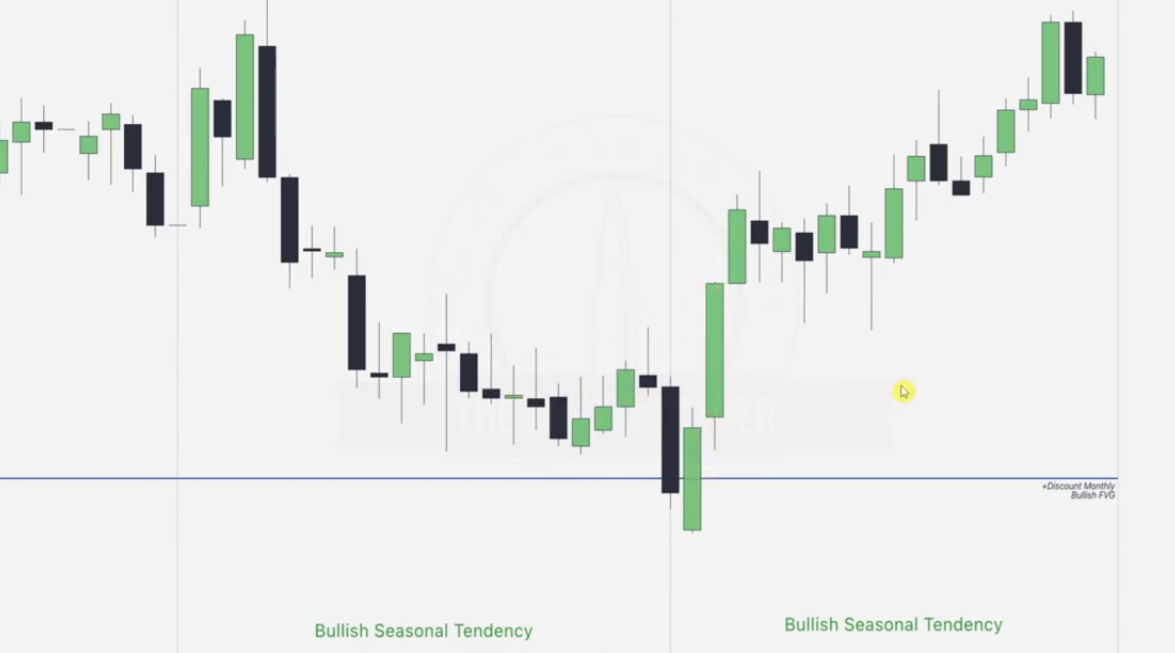 +Discount Monthly
Bullish FVG
Bullish Seasonal Tendency
Bullish Seasonal Tendency